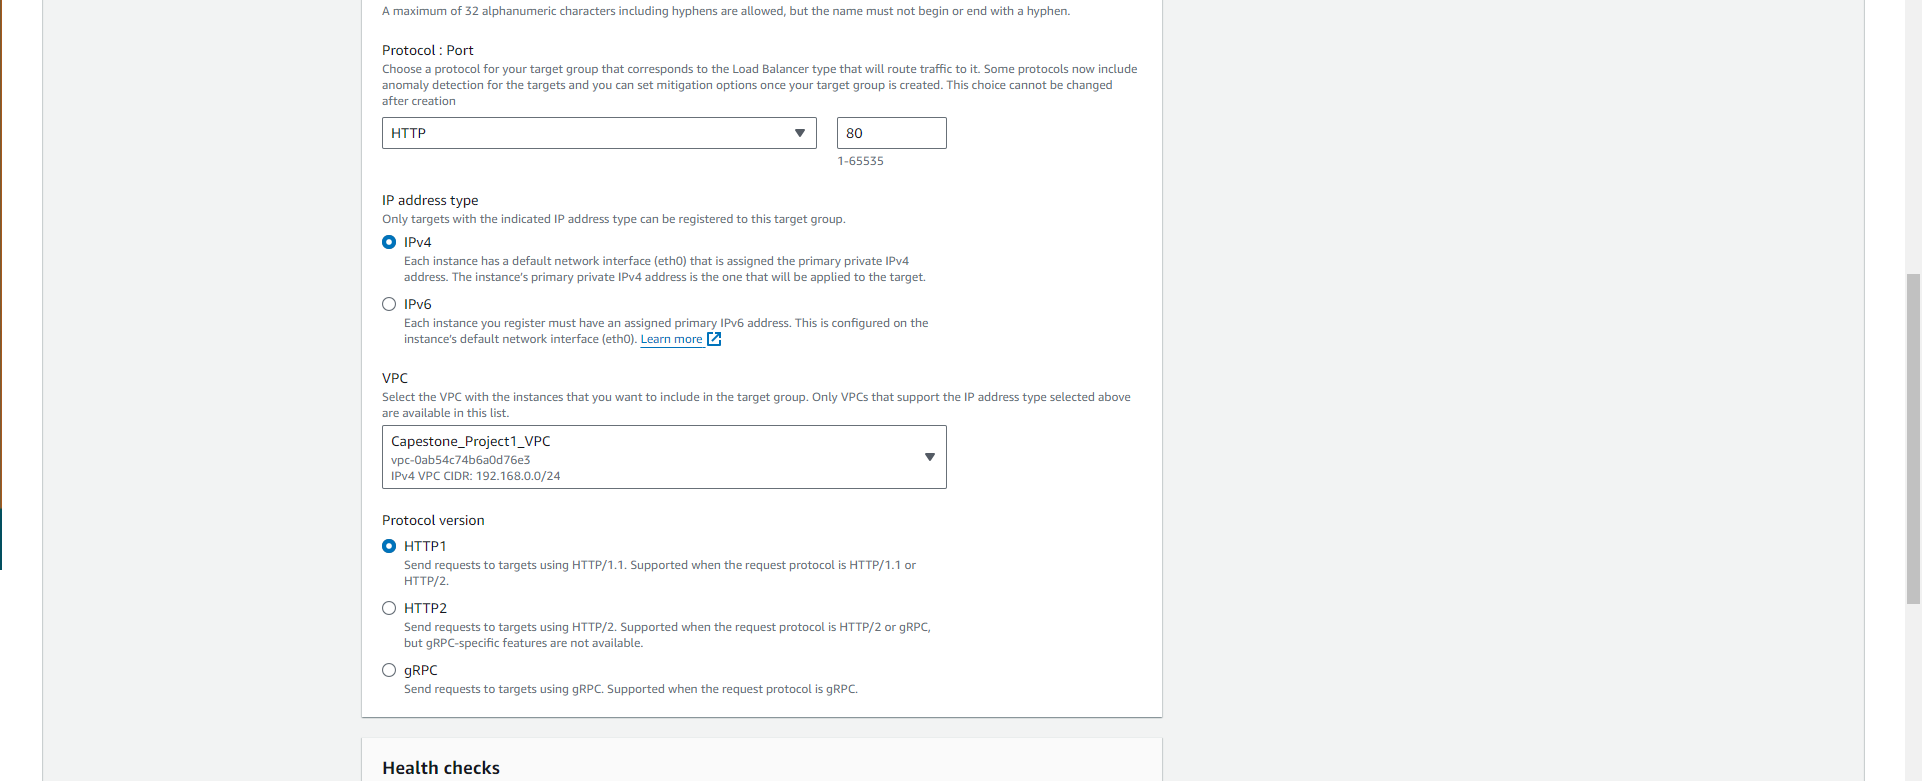 A maximum of 32 alphanumeric characters including hyphens are allowed, but the name must not begin or end with a hyphen.
Protocol : Port
Choose a protocol for your target group that corresponds to the Load Balancer type that will route traffic to it. Some protocols now include
anomaly detection for the targets and you can set mitigation options once your target group is created. This choice cannot be changed
after creation
HTTP
80
1-65535
IP address type
Only targets with the indicated IP address type can be registered to this target group.
IPv4
Each instance has a default network interface (eth0) that is assigned the primary private IPv4
address. The instance's primary private IPv4 address is the one that will be applied to the target.
IPv6
Each instance you register must have an assigned primary IPv6 address. This is configured on the
instance's default network interface (eth0). Learn more
VPC
Select the VPC with the instances that you want to include in the target group. Only VPCs that support the IP address type selected above
are available in this list.
Capestone_Project1_VPC
vpc-0ab54c74b6a0d76e3
IPv4 VPC CIDR: 192.168.0.0/24
Protocol version
HTTP1
Send requests to targets using HTTP/1.1. Supported when the request protocol is HTTP/1.1 or
HTTP/2.
HTTP2
Send requests to targets using HTTP/2. Supported when the request protocol is HTTP/2 or gRPC,
but gRPC-specific features are not available.
gRPC
Send requests to targets using gRPC. Supported when the request protocol is gRPC.
Health checks